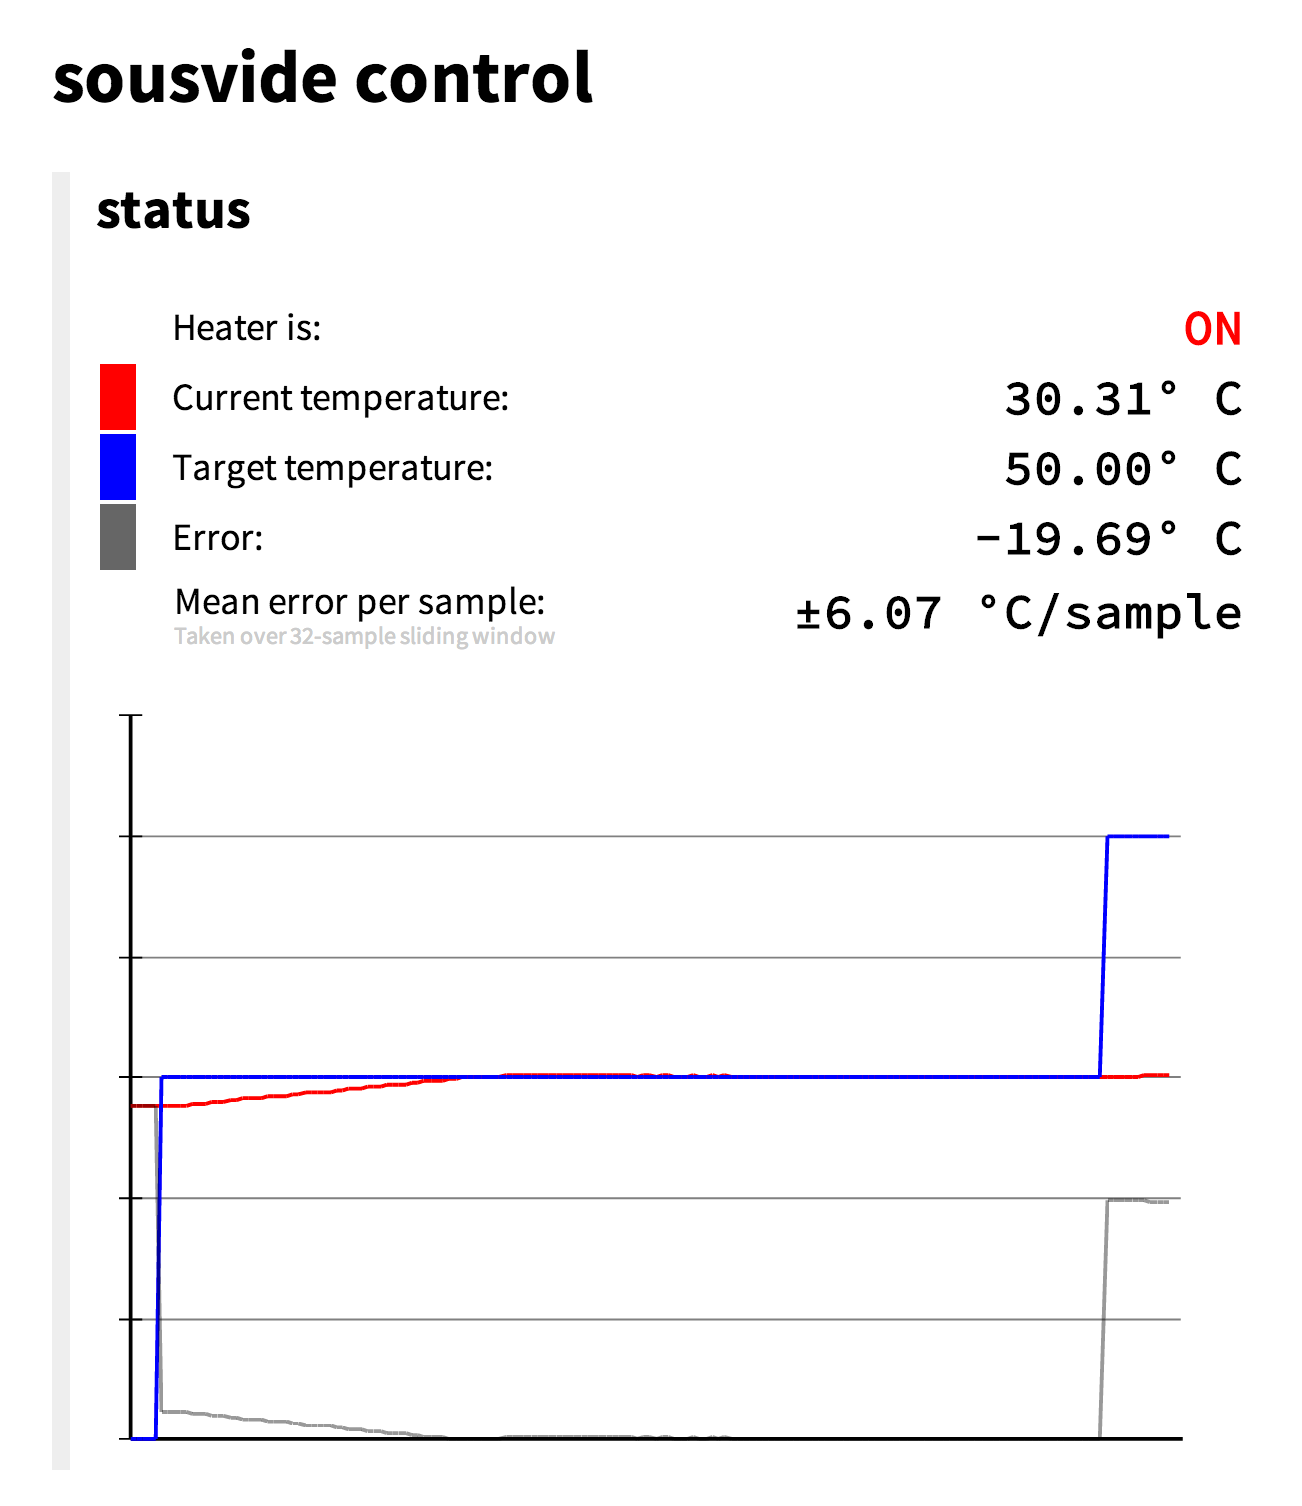 sousvide control
status
Heater is: ON
Current temperature: 30.31° C
Target temperature: 50.00° C
Error: -19.69° C
Mean error per sample: ±6.07 °C/sample
Taken over 32-sample sliding window